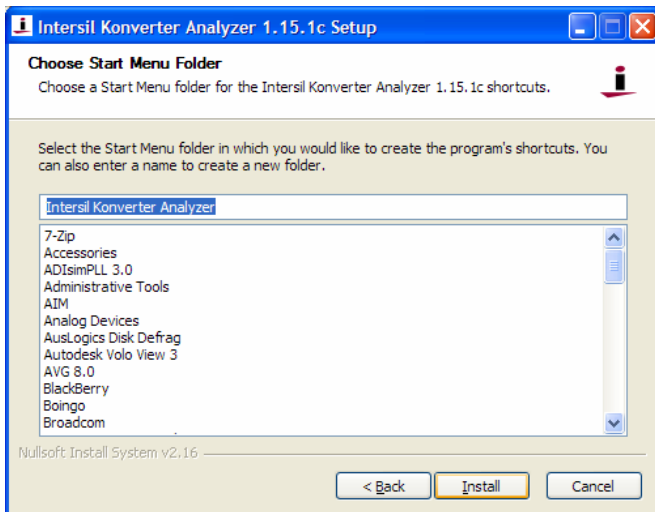 Intersil Konverter Analyzer 1.15.1c Setup
Choose Start Menu Folder
Choose a Start Menu folder for the Intersil Konverter Analyzer 1.15.1c shortcuts.
Select the Start Menu folder in which you would like to create the program's shortcuts. You
can also enter a name to create a new folder.
Intersil Konverter Analyzer
7-Zip
Accessories
ADIsimPLL 3.0
Administrative Tools
AIM
Analog Devices
AusLogics Disk Defrag
Autodesk Volo View 3
AVG 8.0
BlackBerry
Boingo
Broadcom
Nullsoft Install System v2.16
< Back
Install
Cancel